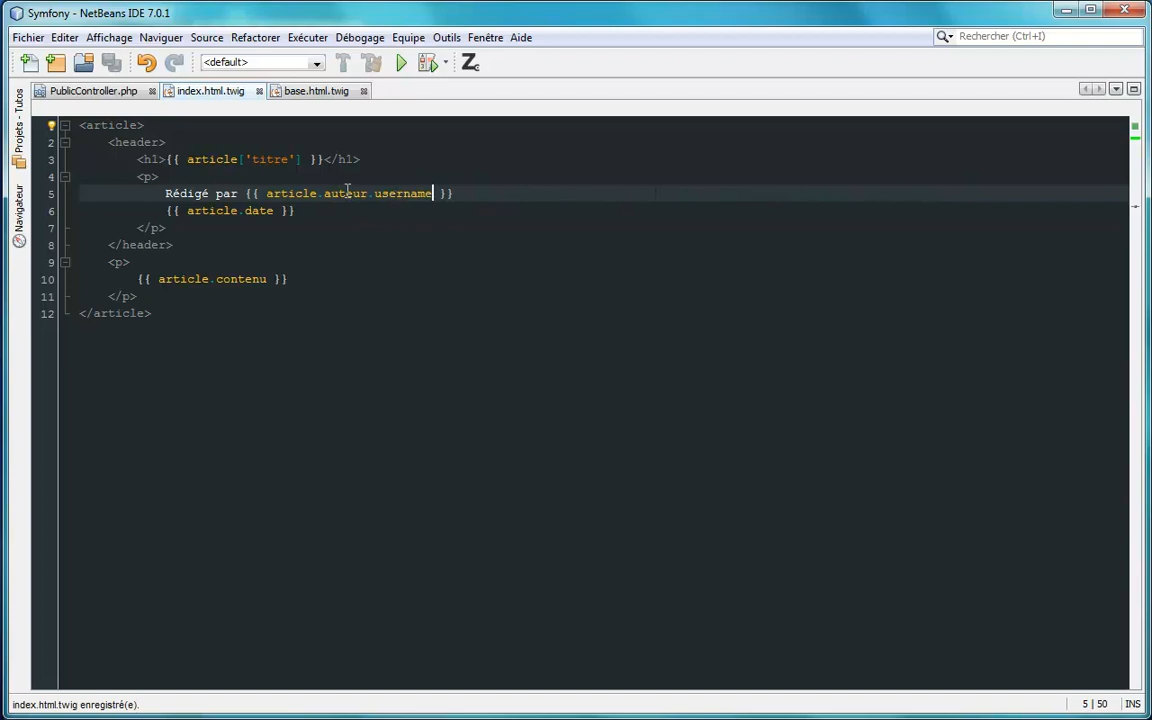 Symfony - NetBeans IDE 7.0.1
Fichier Editer Affichage Naviguer Source Refactorer Exécuter Débogage Equipe Outils Fenêtre Aide
Rechercher (Ctrl+I)
<default>
PublicController.php index.html.twig base.html.twig
Projets - Tutos
Navigateur
1 <article>
2 <header>
3 <h1>{{ article['titre'] }}</h1>
4 <p>
5 Rédigé par {{ article.auteur.username }}
6 {{ article.date }}
7 </p>
8 </header>
9 <p>
10 {{ article.contenu }}
11 </p>
12 </article>
index.html.twig enregistré(e).
5 | 50 INS